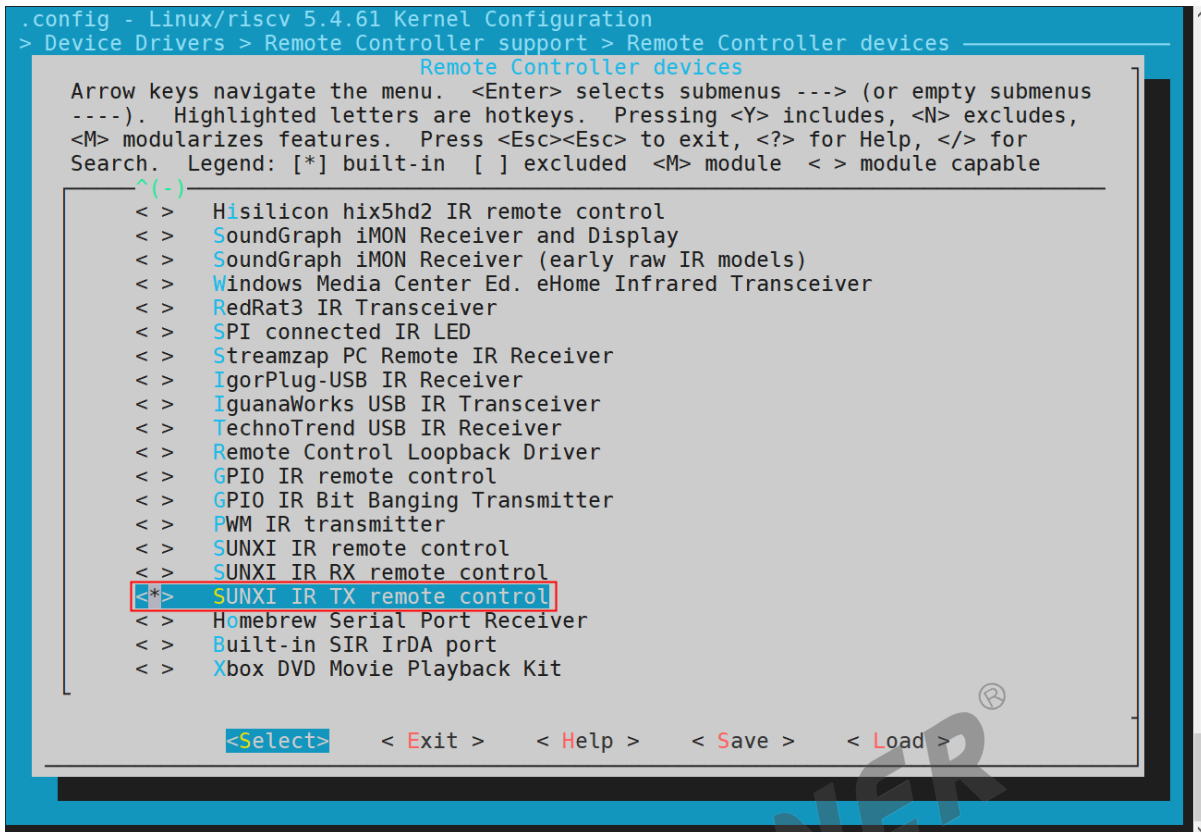 .config - Linux/riscv 5.4.61 Kernel Configuration
> Device Drivers > Remote Controller support > Remote Controller devices
Remote Controller devices
Arrow keys navigate the menu.  <Enter> selects submenus ---> (or empty submenus
----).  Highlighted letters are hotkeys.  Pressing <Y> includes, <N> excludes,
<M> modularizes features.  Press <Esc><Esc> to exit, <?> for Help, </> for
Search.  Legend: [*] built-in  [ ] excluded  <M> module  < > module capable
^(-)
< >   Hisilicon hix5hd2 IR remote control
< >   SoundGraph iMON Receiver and Display
< >   SoundGraph iMON Receiver (early raw IR models)
< >   Windows Media Center Ed. eHome Infrared Transceiver
< >   RedRat3 IR Transceiver
< >   SPI connected IR LED
< >   Streamzap PC Remote IR Receiver
< >   IgorPlug-USB IR Receiver
< >   IguanaWorks USB IR Transceiver
< >   TechnoTrend USB IR Receiver
< >   Remote Control Loopback Driver
< >   GPIO IR remote control
< >   GPIO IR Bit Banging Transmitter
< >   PWM IR transmitter
< >   SUNXI IR remote control
< >   SUNXI IR RX remote control
<*>   SUNXI IR TX remote control
< >   Homebrew Serial Port Receiver
< >   Built-in SIR IrDA port
< >   Xbox DVD Movie Playback Kit
<Select>    < Exit >    < Help >    < Save >    < Load >